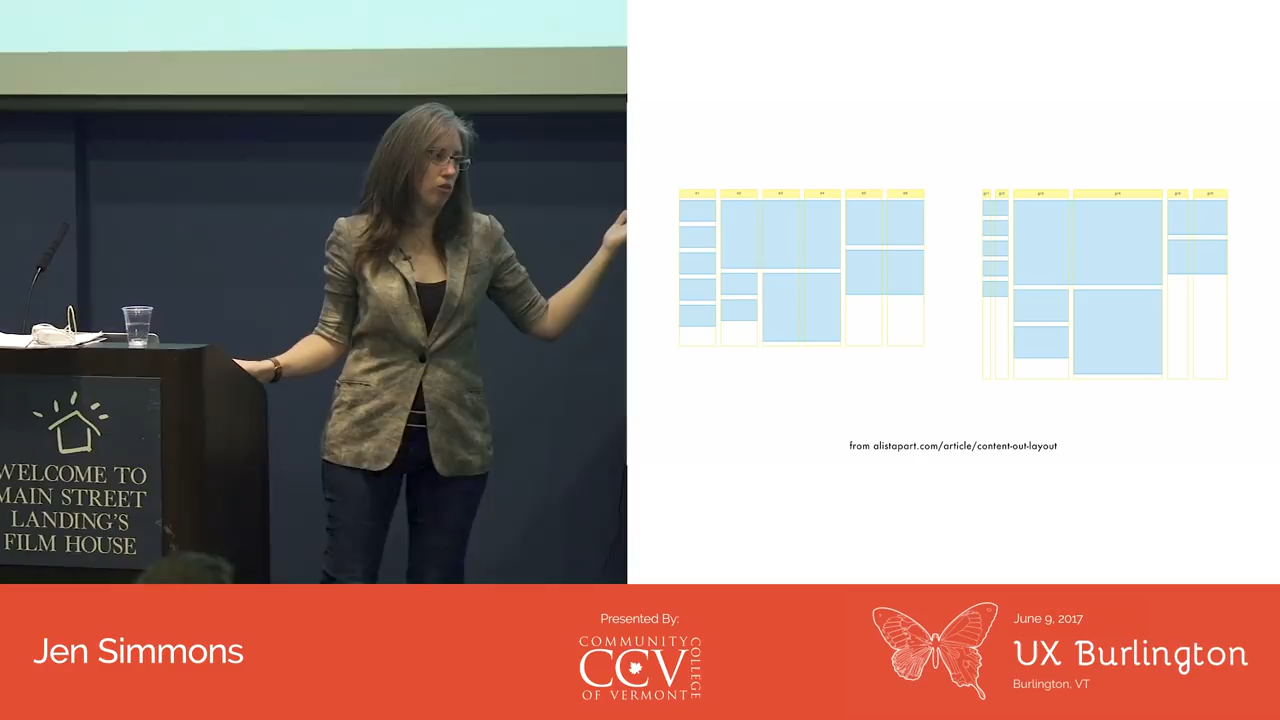 WELCOME TO
MAIN STREET
LANDING'S
FILM HOUSE
from alistapart.com/article/content-out-layout
Jen Simmons
Presented By:
COMMUNITY
COLLEGE
CCV
OF VERMONT
June 9, 2017
UX Burlington
Burlington, VT